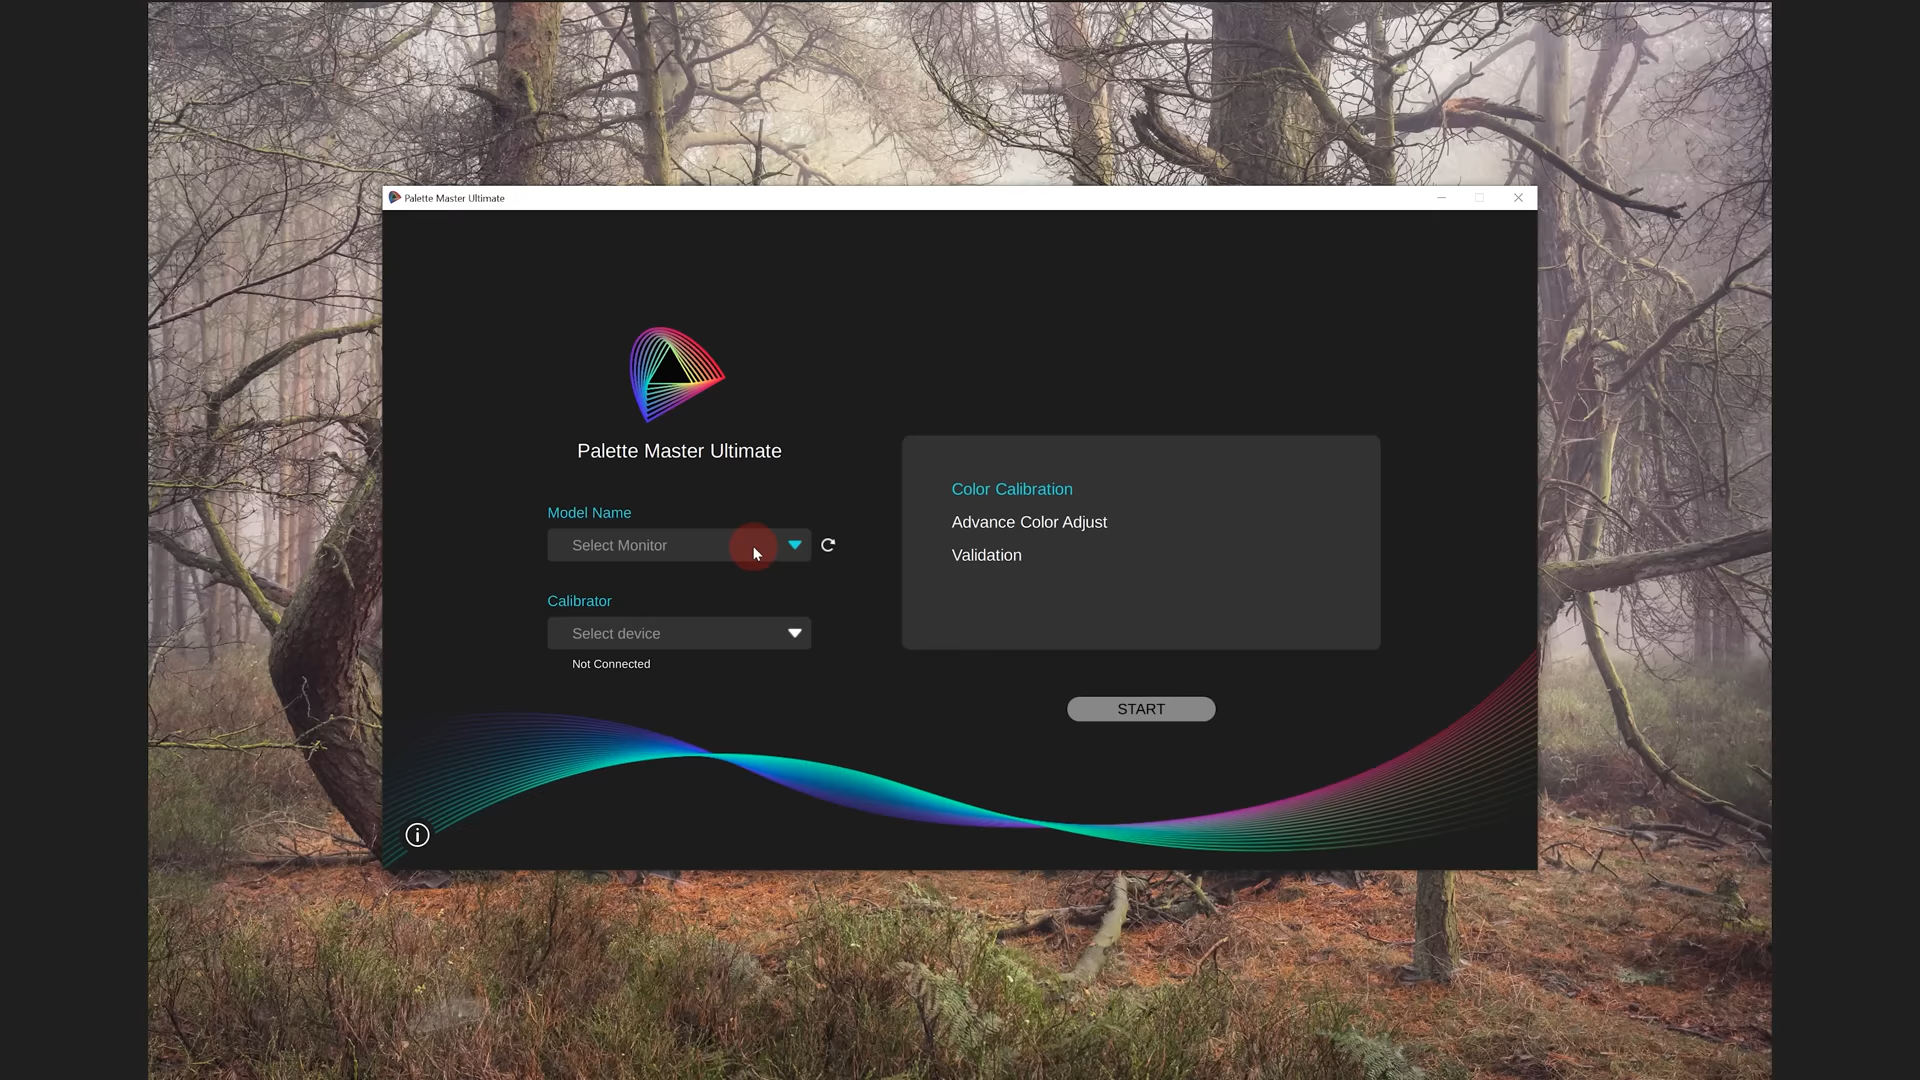 Palette Master Ultimate
Palette Master Ultimate
Model Name
Select Monitor
Calibrator
Select device
Not Connected
Color Calibration
Advance Color Adjust
Validation
START